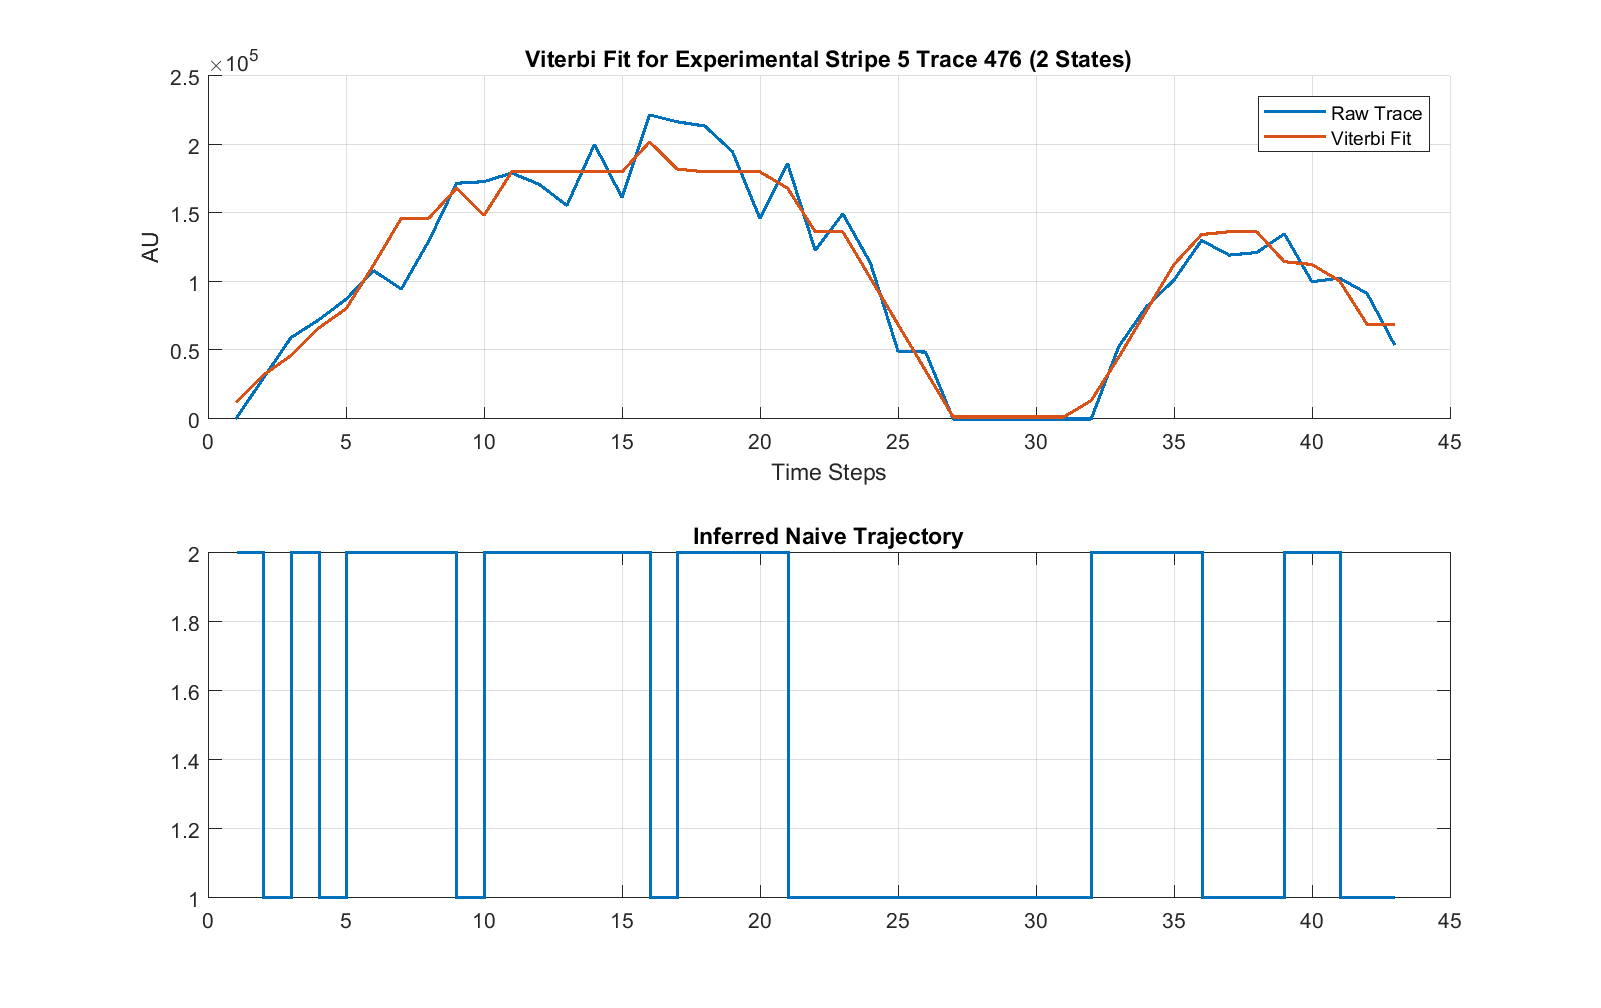 Viterbi Fit for Experimental Stripe 5 Trace 476 (2 States)
×10^5
2.5
2
1.5
1
0.5
0
AU
Raw Trace
Viterbi Fit
0 5 10 15 20 25 30 35 40 45
Time Steps
Inferred Naive Trajectory
2
1.8
1.6
1.4
1.2
1
0 5 10 15 20 25 30 35 40 45